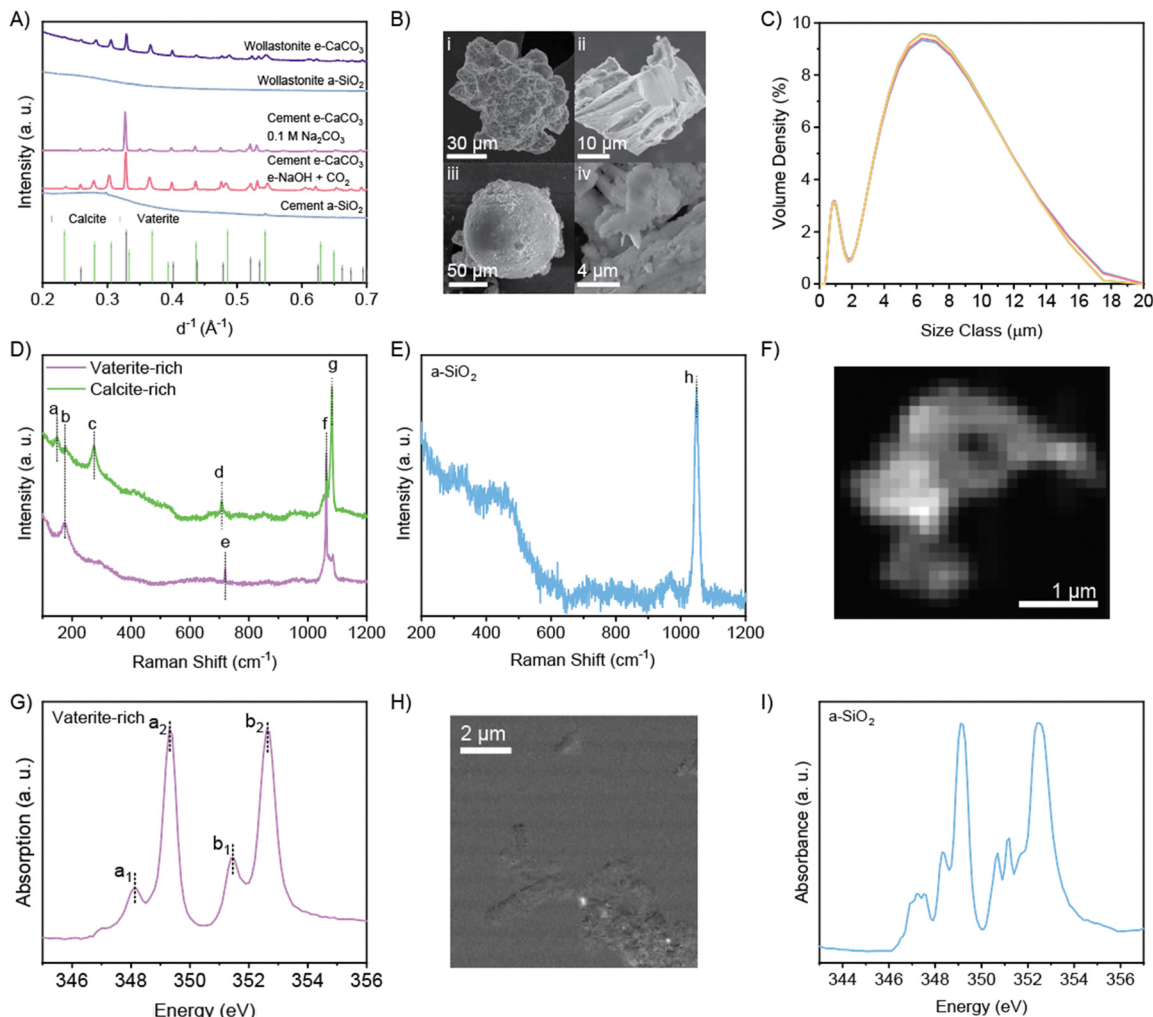 A)
Intensity (a. u.)
Wollastonite e-CaCO₃
Wollastonite a-SiO₂
Cement e-CaCO₃
0.1 M Na₂CO₃
Cement e-CaCO₃
e-NaOH + CO₂
Cement a-SiO₂
Calcite Vaterite
0.2 0.3 0.4 0.5 0.6 0.7
d⁻¹ (Å⁻¹)
B)
i ii
30 µm 10 µm
iii iv
50 µm 4 µm
C)
Volume Density (%)
10
8
6
4
2
0
0 2 4 6 8 10 12 14 16 18 20
Size Class (µm)
D)
Intensity (a. u.)
Vaterite-rich
Calcite-rich
a b c d e f g
200 400 600 800 1000 1200
Raman Shift (cm⁻¹)
E)
a-SiO₂
Intensity (a. u.)
h
200 400 600 800 1000 1200
Raman Shift (cm⁻¹)
F)
1 µm
G)
Vaterite-rich
Absorption (a. u.)
a₁ a₂ b₁ b₂
346 348 350 352 354 356
Energy (eV)
H)
2 µm
I)
a-SiO₂
Absorbance (a. u.)
344 346 348 350 352 354 356
Energy (eV)